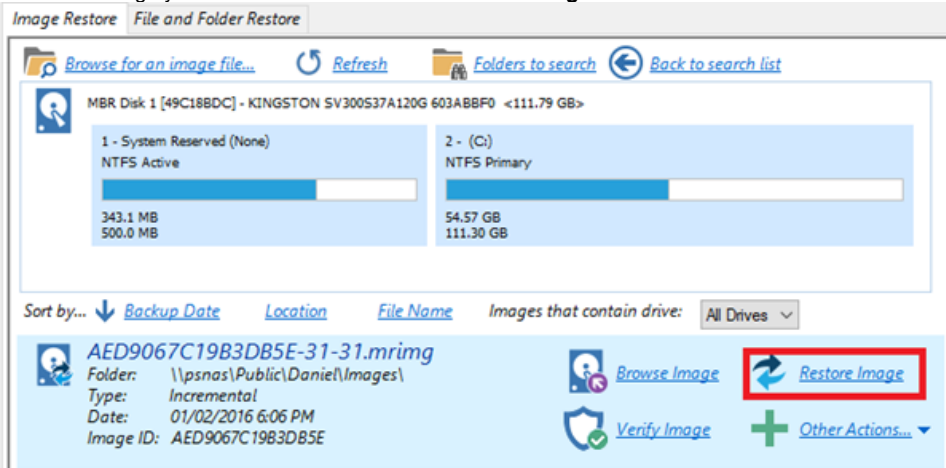 Image Restore File and Folder Restore
Browse for an image file... Refresh Folders to search Back to search list
MBR Disk 1 [49C18BDC] - KINGSTON SV300S37A120G 603ABBF0 <111.79 GB>
1 - System Reserved (None) 2 - (C:)
NTFS Active NTFS Primary
343.1 MB 54.57 GB
500.0 MB 111.30 GB
Sort by... Backup Date Location File Name Images that contain drive: All Drives
AED9067C19B3DB5E-31-31.mrimg
Folder: \\psnas\Public\Daniel\Images\ Browse Image Restore Image
Type: Incremental
Date: 01/02/2016 6:06 PM
Image ID: AED9067C19B3DB5E Verify Image Other Actions...